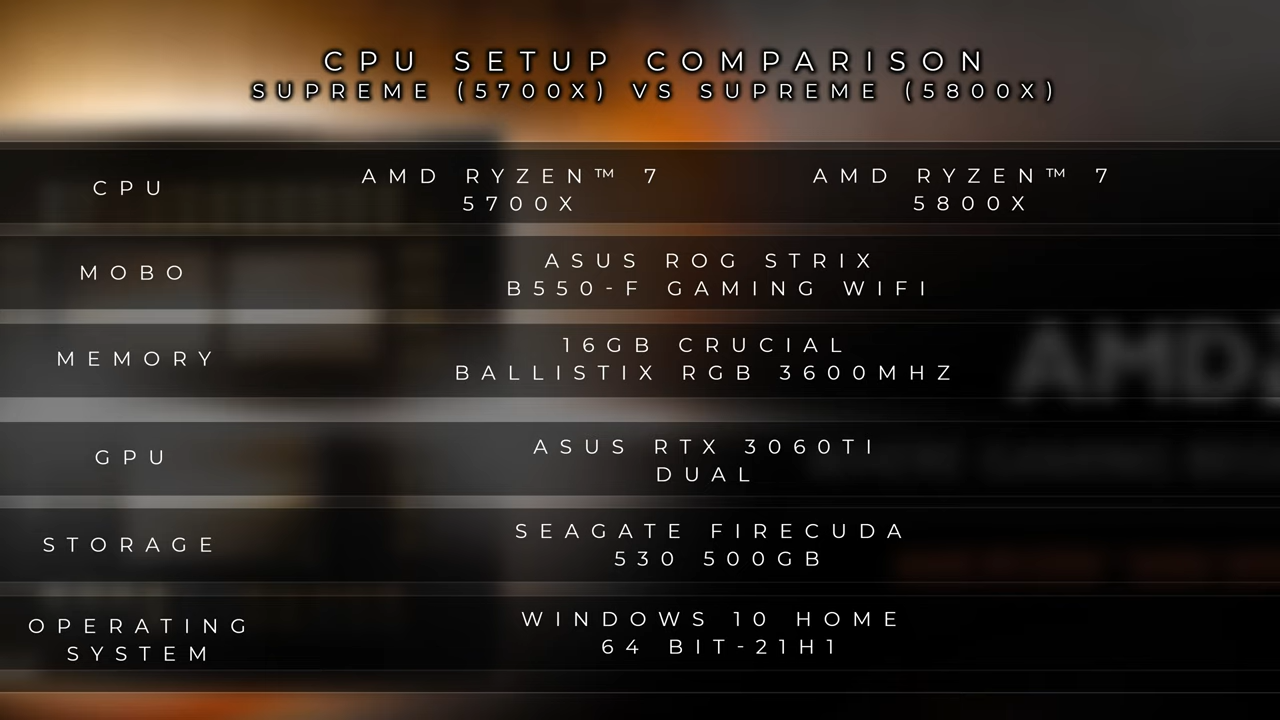 CPU SETUP COMPARISON
SUPREME (5700X) VS SUPREME (5800X)
CPU
AMD RYZEN™ 7
5700X
AMD RYZEN™ 7
5800X
MOBO
ASUS ROG STRIX
B550-F GAMING WIFI
MEMORY
16GB CRUCIAL
BALLISTIX RGB 3600MHZ
GPU
ASUS RTX 3060TI
DUAL
STORAGE
SEAGATE FIRECUDA
530 500GB
OPERATING
SYSTEM
WINDOWS 10 HOME
64 BIT-21H1
AMD